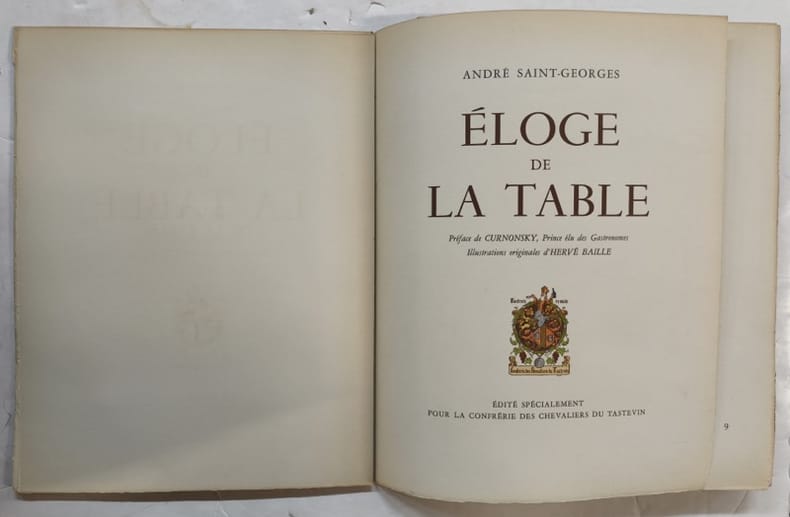 ANDRÉ SAINT-GEORGES
ÉLOGE
DE
LA TABLE
Préface de CURNONSKY, Prince élu des Gastronomes
Illustrations originales d'HERVÉ BAILLE
ÉDITÉ SPÉCIALEMENT
POUR LA CONFRÉRIE DES CHEVALIERS DU TASTEVIN
9